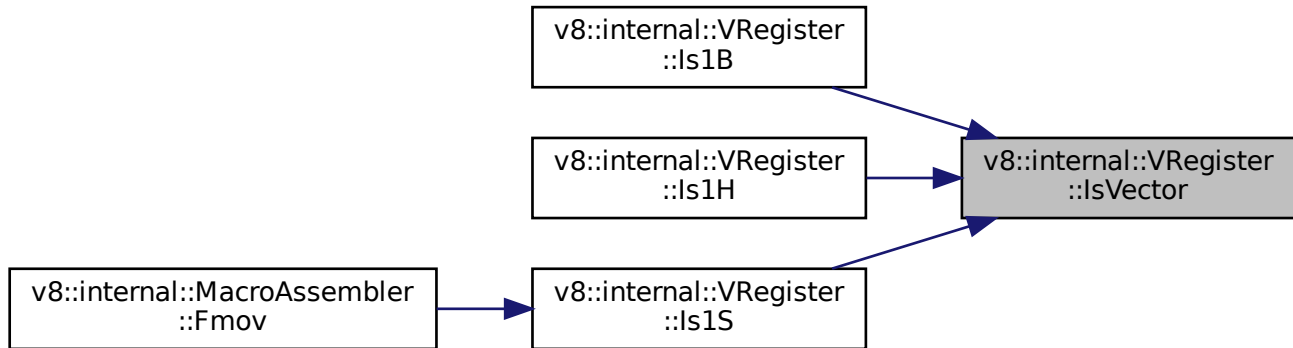 v8::internal::VRegister
::Is1B
v8::internal::VRegister
::Is1H
v8::internal::VRegister
::IsVector
v8::internal::MacroAssembler
::Fmov
v8::internal::VRegister
::Is1S